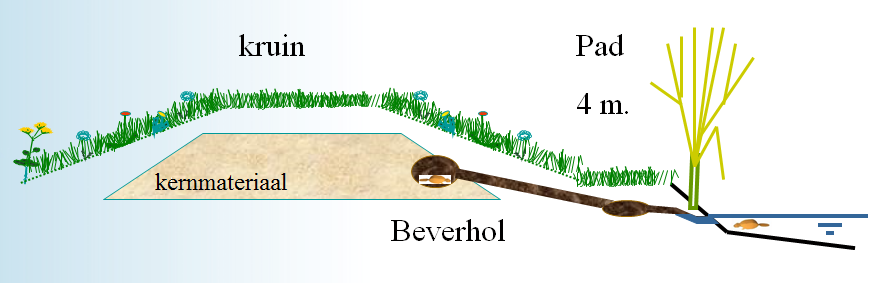 kruin
Pad
4 m.
kernmateriaal
Beverhol